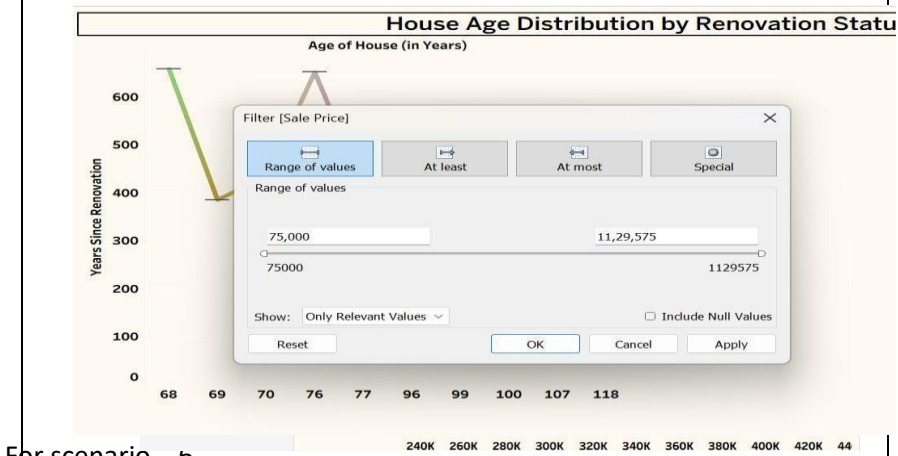 House Age Distribution by Renovation Statu
Age of House (in Years)
Years Since Renovation
600
500
400
300
200
100
0
68 69 70 76 77 96 99 100 107 118
Filter [Sale Price]
Range of values At least At most Special
Range of values
75,000 11,29,575
75000 1129575
Show: Only Relevant Values Include Null Values
Reset OK Cancel Apply
240K 260K 280K 300K 320K 340K 360K 380K 400K 420K 44
For scenario